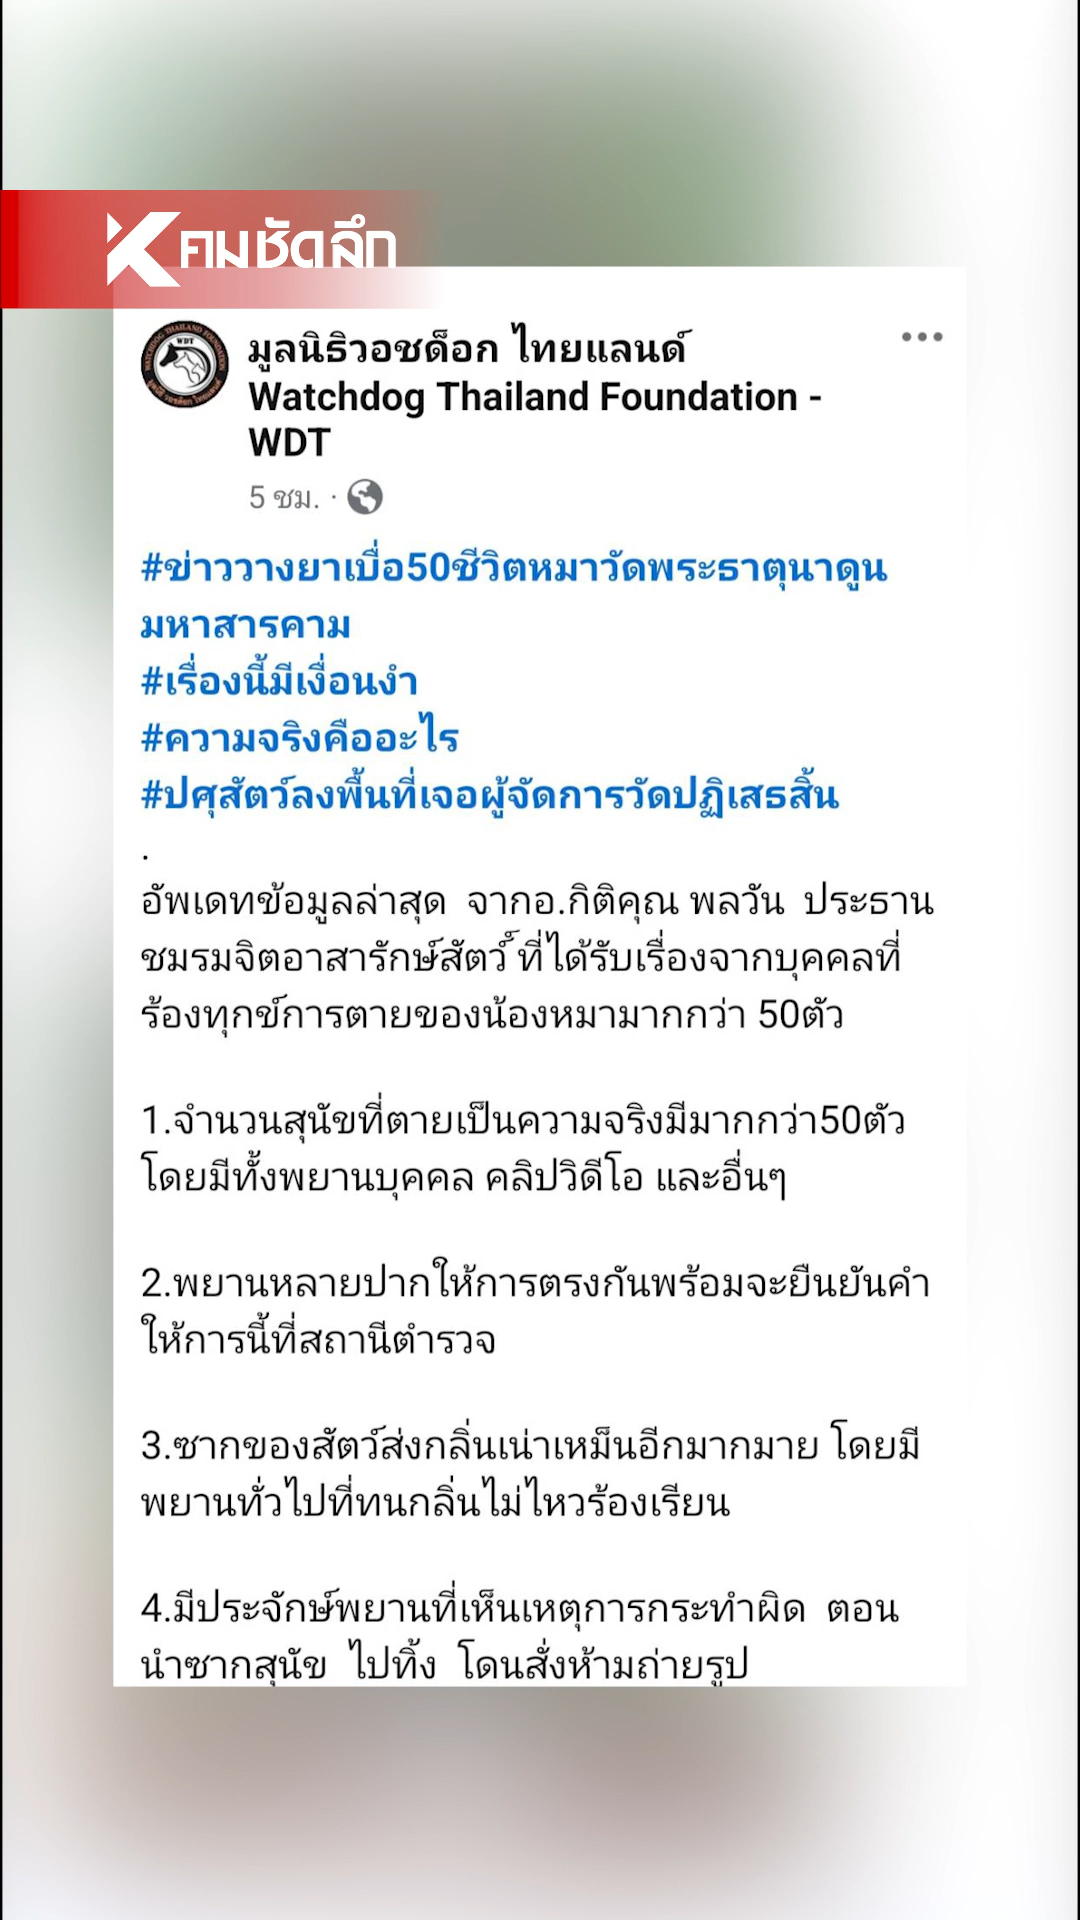 คมชัดลึก
มูลนิธิวอชด็อก ไทยแลนด์
Watchdog Thailand Foundation -
WDT
5 ชม. ·
#ข่าววางยาเบื่อ50ชีวิตหมาวัดพระธาตุนาดูน
มหาสารคาม
#เรื่องนี้มีเงื่อนงำ
#ความจริงคืออะไร
#ปศุสัตว์ลงพื้นที่เจอผู้จัดการวัดปฏิเสธสิ้น
.
อัพเดทข้อมูลล่าสุด จากอ.กิติคุณ พลวัน ประธาน
ชมรมจิตอาสารักษ์สัตว์ ที่ได้รับเรื่องจากบุคคลที่
ร้องทุกข์การตายของน้องหมามากกว่า 50ตัว
1.จำนวนสุนัขที่ตายเป็นความจริงมีมากกว่า50ตัว
โดยมีทั้งพยานบุคคล คลิปวิดีโอ และอื่นๆ
2.พยานหลายปากให้การตรงกันพร้อมจะยืนยันคำ
ให้การนี้ที่สถานีตำรวจ
3.ซากของสัตว์ส่งกลิ่นเน่าเหม็นอีกมากมาย โดยมี
พยานทั่วไปที่ทนกลิ่นไม่ไหวร้องเรียน
4.มีประจักษ์พยานที่เห็นเหตุการกระทำผิด ตอน
นำซากสุนัข ไปทิ้ง โดนสั่งห้ามถ่ายรูป